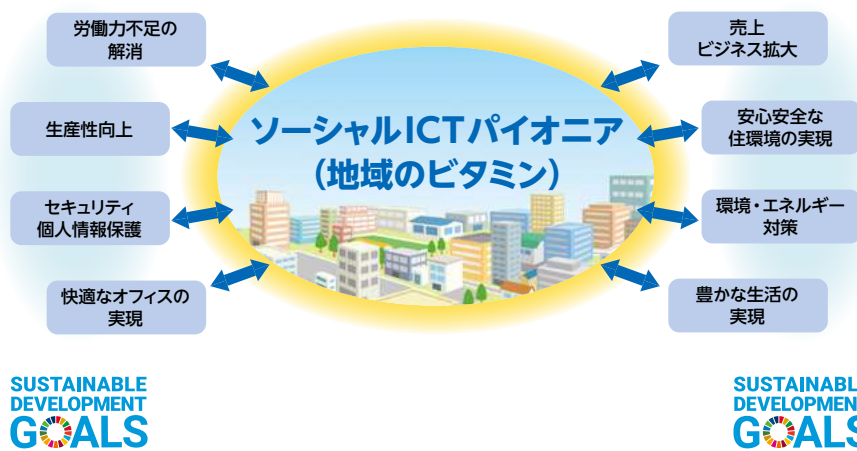 労働力不足の
解消
生産性向上
セキュリティ
個人情報保護
快適なオフィスの
実現
ソーシャルICTパイオニア
(地域のビタミン)
売上
ビジネス拡大
安心安全な
住環境の実現
環境・エネルギー
対策
豊かな生活の
実現
SUSTAINABLE
DEVELOPMENT
GOALS
SUSTAINABL
DEVELOPMEN
GOALS